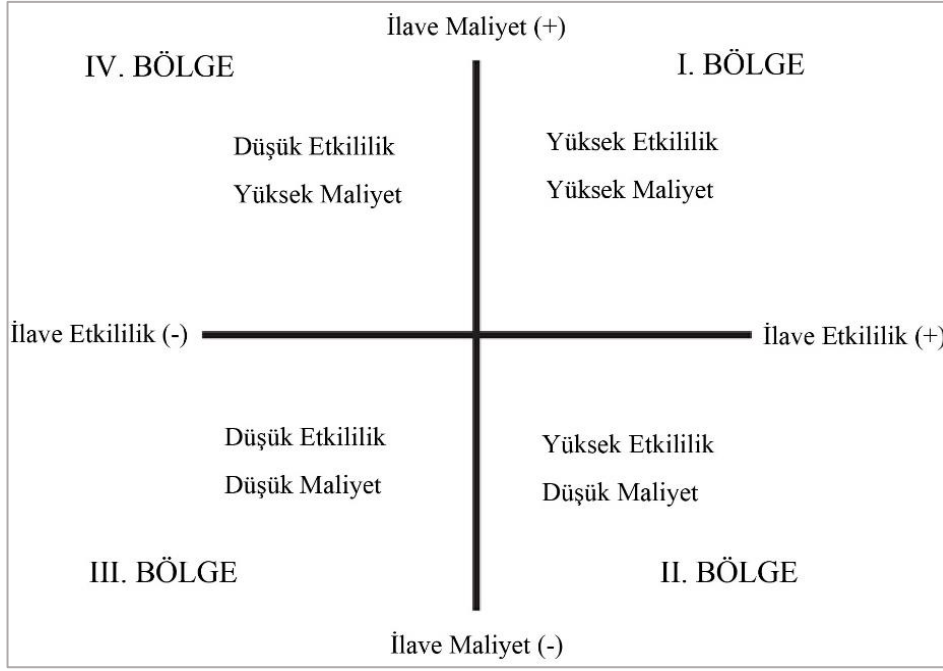 İlave Maliyet (+)
IV. BÖLGE
I. BÖLGE
Düşük Etkililik
Yüksek Maliyet
Yüksek Etkililik
Yüksek Maliyet
İlave Etkililik (-)
İlave Etkililik (+)
Düşük Etkililik
Düşük Maliyet
Yüksek Etkililik
Düşük Maliyet
III. BÖLGE
II. BÖLGE
İlave Maliyet (-)